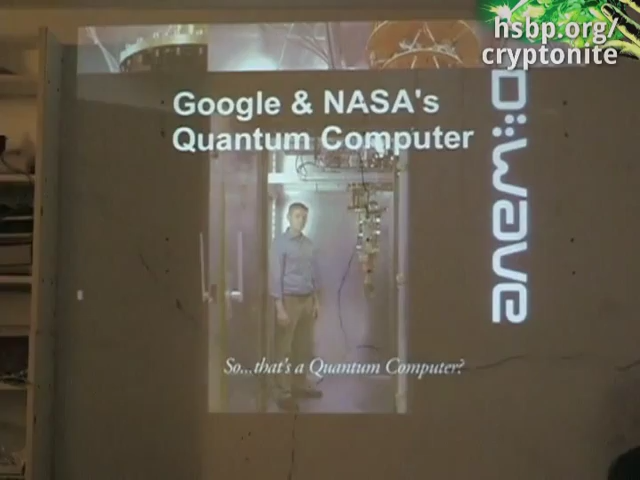 hsbp.org/
cryptonite
Google & NASA's
Quantum Computer
D::wave
So...that's a Quantum Computer?